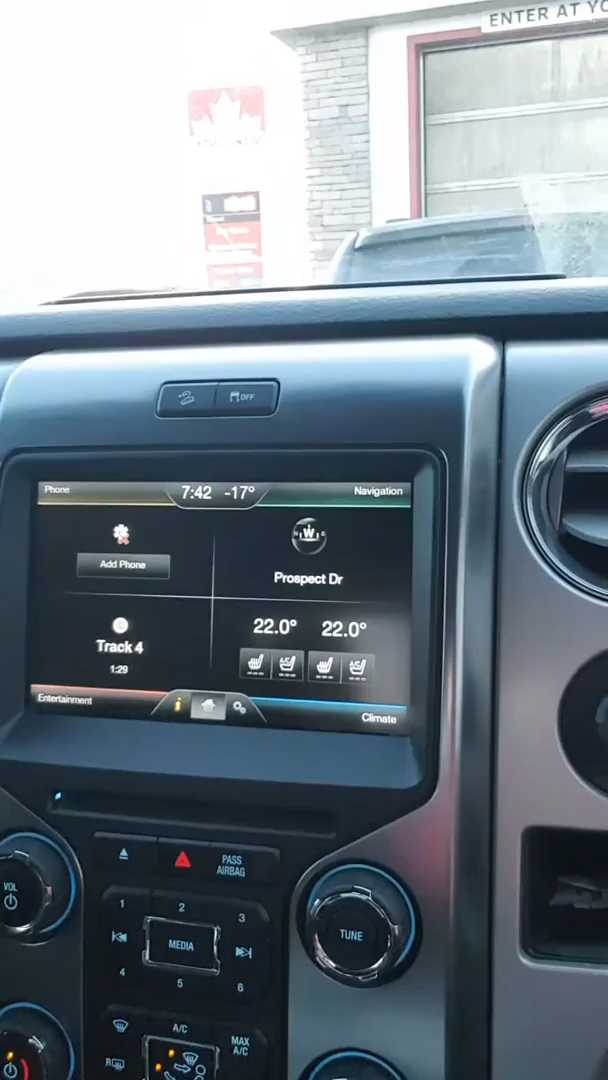 ENTER AT YO
OFF
Phone
7:42 -17°
Navigation
Add Phone
W
Prospect Dr
Track 4
1:29
22.0° 22.0°
A/C
A/C
Entertainment
i
Climate
PASS
AIRBAG
VOL
1
2
3
MEDIA
4
5
6
TUNE
A/C
MAX
A/C
R